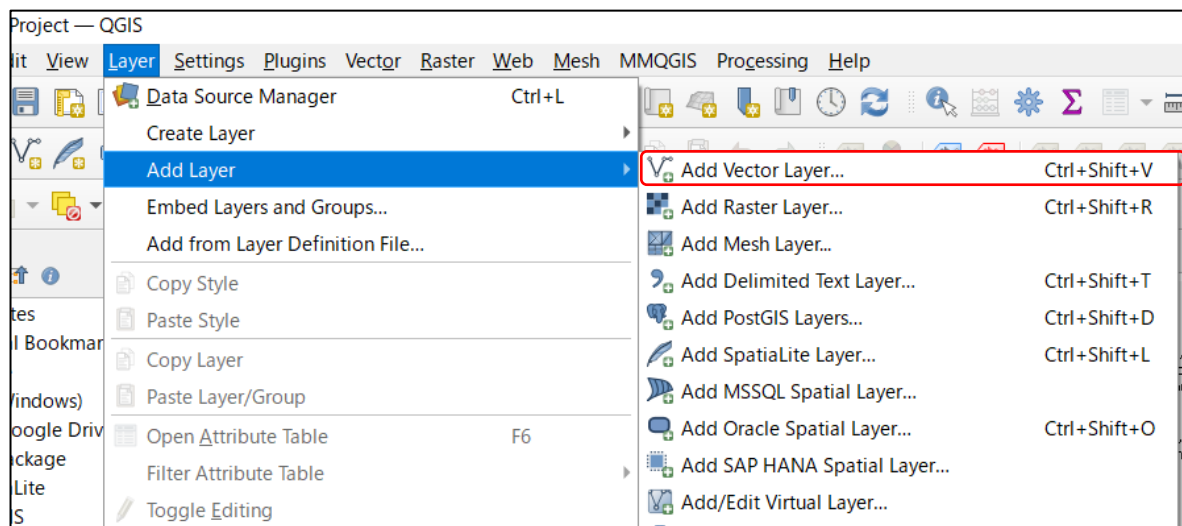 Project — QGIS
lit View Layer Settings Plugins Vector Raster Web Mesh MMQGIS Processing Help
Data Source Manager Ctrl+L
Create Layer
Add Layer
Embed Layers and Groups...
Add from Layer Definition File...
Copy Style
Paste Style
Copy Layer
Paste Layer/Group
Open Attribute Table F6
Filter Attribute Table
Toggle Editing
Add Vector Layer... Ctrl+Shift+V
Add Raster Layer... Ctrl+Shift+R
Add Mesh Layer...
Add Delimited Text Layer... Ctrl+Shift+T
Add PostGIS Layers... Ctrl+Shift+D
Add SpatiaLite Layer... Ctrl+Shift+L
Add MSSQL Spatial Layer...
Add Oracle Spatial Layer... Ctrl+Shift+O
Add SAP HANA Spatial Layer...
Add/Edit Virtual Layer...
tes
l Bookmar
indows)
oogle Driv
ckage
Lite
IS